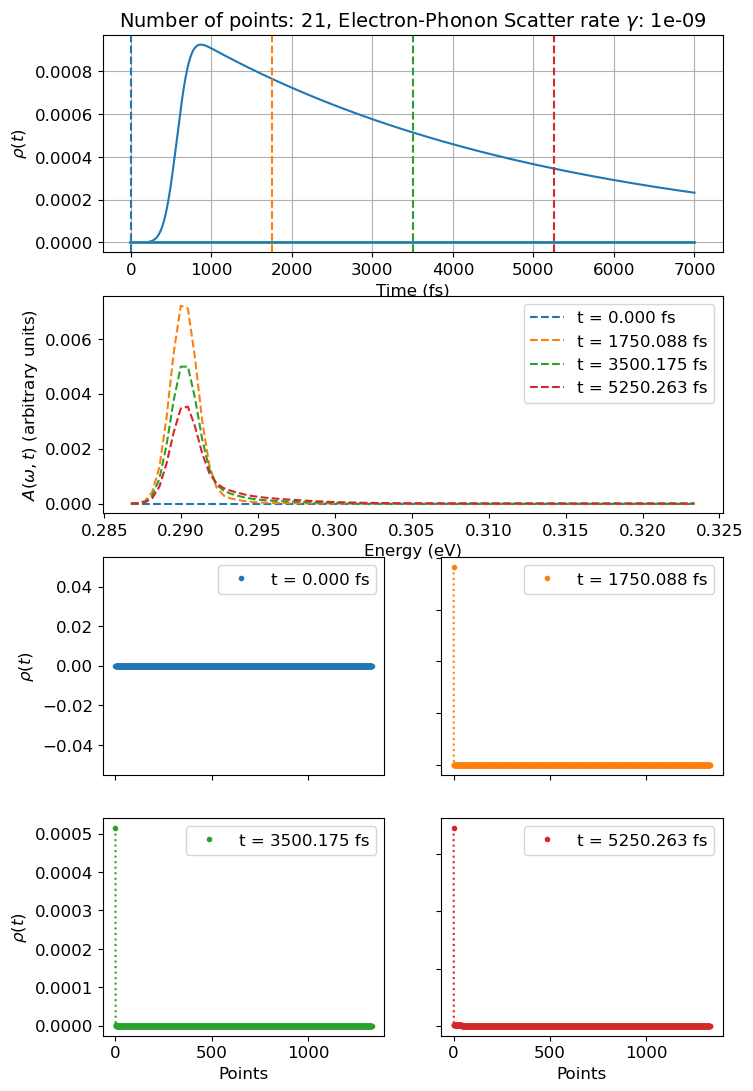 Number of points: 21, Electron-Phonon Scatter rate γ: 1e-09
ρ(t)
0.0008
0.0006
0.0004
0.0002
0.0000
0 1000 2000 3000 4000 5000 6000 7000
Time (fs)
A(ω, t) (arbitrary units)
0.006
0.004
0.002
0.000
t = 0.000 fs
t = 1750.088 fs
t = 3500.175 fs
t = 5250.263 fs
0.285 0.290 0.295 0.300 0.305 0.310 0.315 0.320 0.325
Energy (eV)
ρ(t)
0.04
0.02
0.00
−0.02
−0.04
t = 0.000 fs
t = 1750.088 fs
ρ(t)
0.0005
0.0004
0.0003
0.0002
0.0001
0.0000
t = 3500.175 fs
0 500 1000
Points
t = 5250.263 fs
0 500 1000
Points